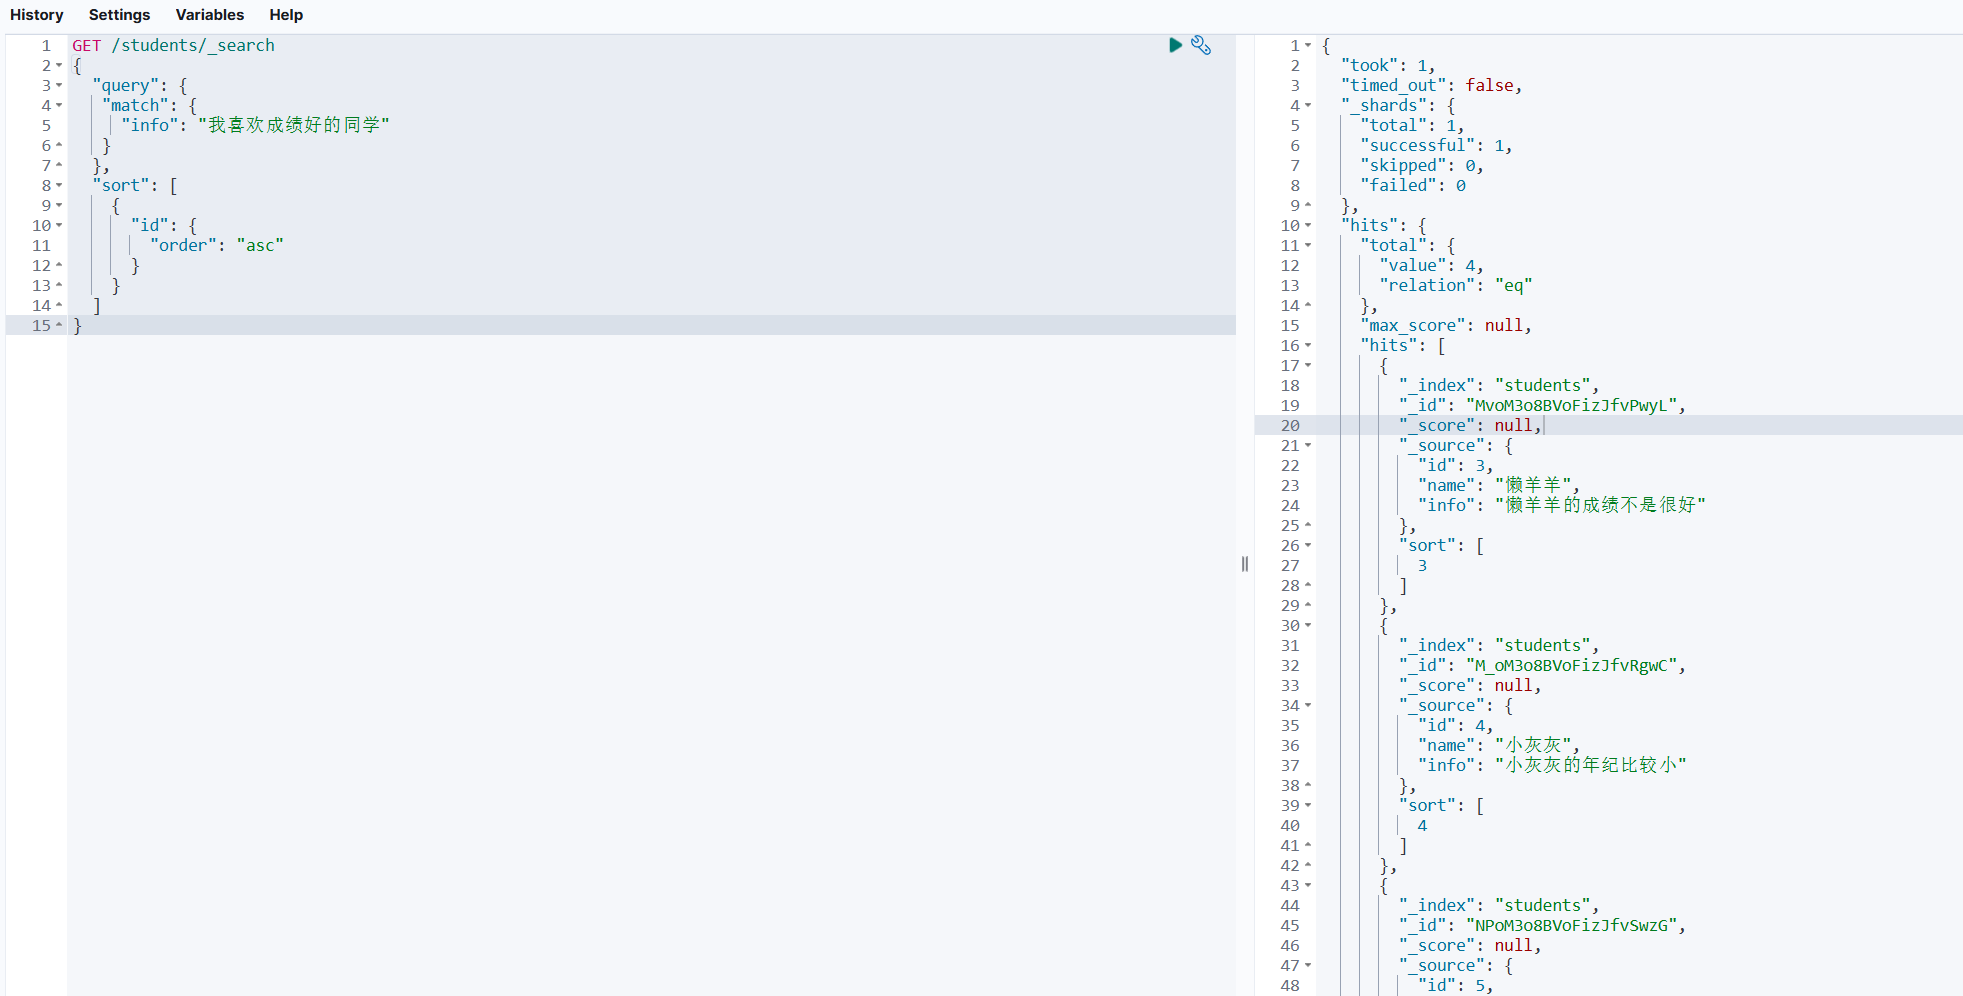 History Settings Variables Help
1 GET /students/_search
2 {
3 "query": {
4 "match": {
5 "info": "我喜欢成绩好的同学"
6 }
7 },
8 "sort": [
9 {
10 "id": {
11 "order": "asc"
12 }
13 }
14 ]
15 }
1 {
2 "took": 1,
3 "timed_out": false,
4 "_shards": {
5 "total": 1,
6 "successful": 1,
7 "skipped": 0,
8 "failed": 0
9 },
10 "hits": {
11 "total": {
12 "value": 4,
13 "relation": "eq"
14 },
15 "max_score": null,
16 "hits": [
17 {
18 "_index": "students",
19 "_id": "MvoM3o8BVoFizJfvPwyL",
20 "_score": null,
21 "_source": {
22 "id": 3,
23 "name": "懒羊羊",
24 "info": "懒羊羊的成绩不是很好"
25 },
26 "sort": [
27 3
28 ]
29 },
30 {
31 "_index": "students",
32 "_id": "M_oM3o8BVoFizJfvRgwC",
33 "_score": null,
34 "_source": {
35 "id": 4,
36 "name": "小灰灰",
37 "info": "小灰灰的年纪比较小"
38 },
39 "sort": [
40 4
41 ]
42 },
43 {
44 "_index": "students",
45 "_id": "NPoM3o8BVoFizJfvSwzG",
46 "_score": null,
47 "_source": {
48 "id": 5,